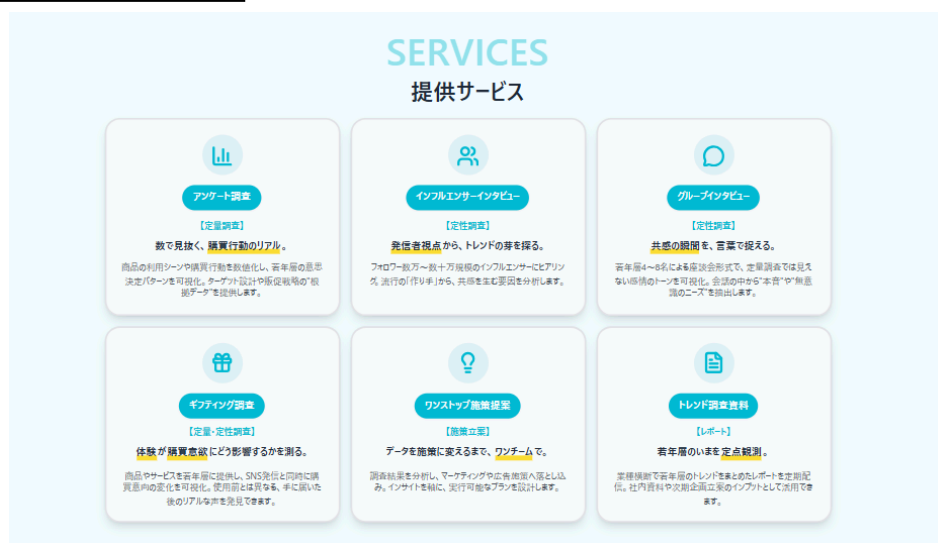 SERVICES
提供サービス
アンケート調査
【定量調査】
数で見抜く、購買行動のリアル。
商品の利用シーンや購買行動を数値化し、若年層の意思
決定パターンを可視化。ターゲット設計や販促戦略の“根
拠データ”を提供します。
インフルエンサーインタビュー
【定性調査】
発信者視点から、トレンドの芽を探る。
フォロワー数万～数十万規模のインフルエンサーにヒアリン
グ。流行の「作り手」から、共感を生む要因を分析します。
グループインタビュー
【定性調査】
共感の瞬間を、言葉で捉える。
若年層4～8名による座談会形式で、定量調査では見え
ない感情のトーンを可視化。会話の中から“本音”や“無意
識のニーズ”を抽出します。
ギフティング調査
【定量・定性調査】
体験が購買意欲にどう影響するかを測る。
商品やサービスを若年層に提供し、SNS発信と同時に購
買意向の変化を可視化。使用前とは異なる、手に届いた
後のリアルな声を発見できます。
ワンストップ施策提案
【施策立案】
データを施策に変えるまで、ワンチームで。
調査結果を分析し、マーケティングや広告施策へ落とし込
み。インサイトを軸に、実行可能なプランを設計します。
トレンド調査資料
【レポート】
若年層のいまを定点観測。
業種横断で若年層のトレンドをまとめたレポートを定期配
信。社内資料や次期企画立案のインプットとして活用でき
ます。